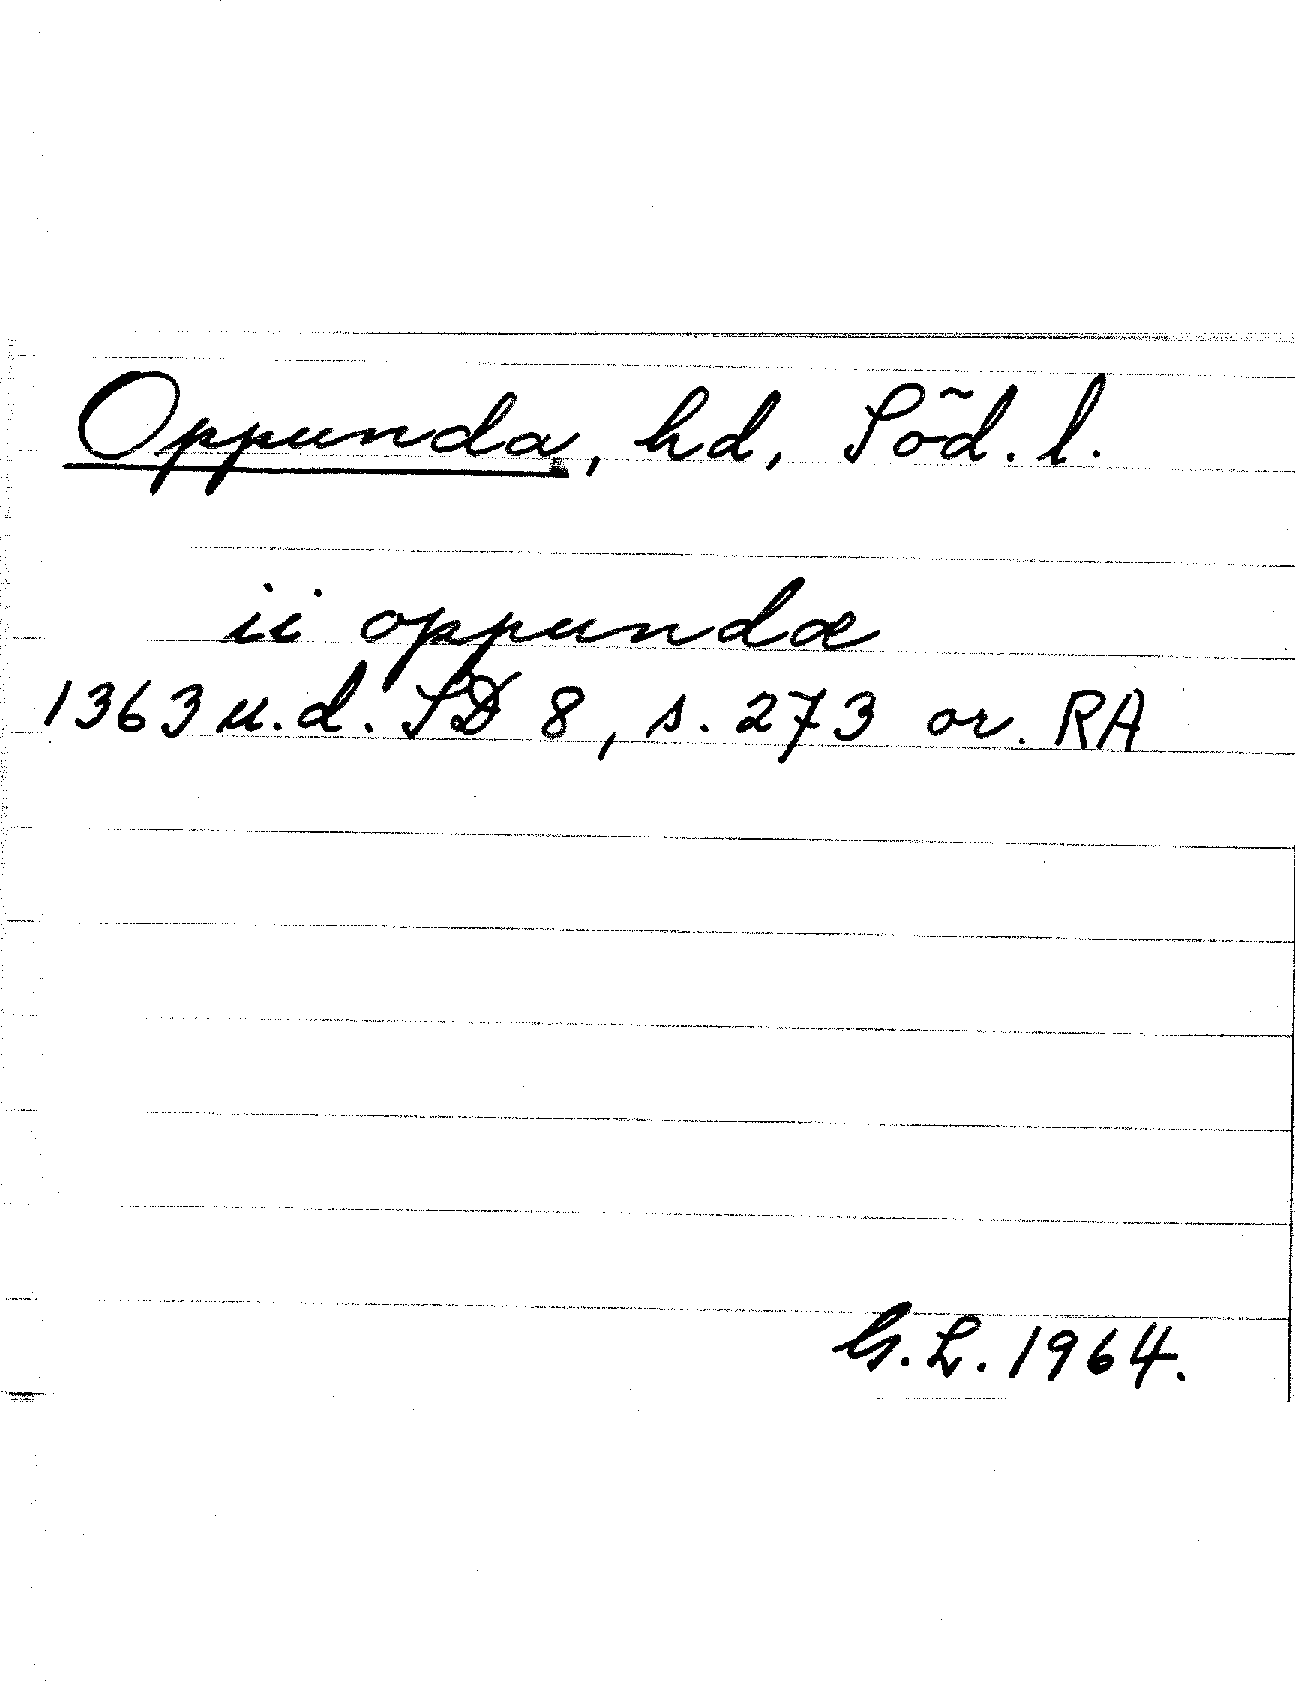 Oppunda, hd, Söd. l.
ii oppundæ
1363 u.d. SD 8, s. 273 or. RA
G.L. 1964.